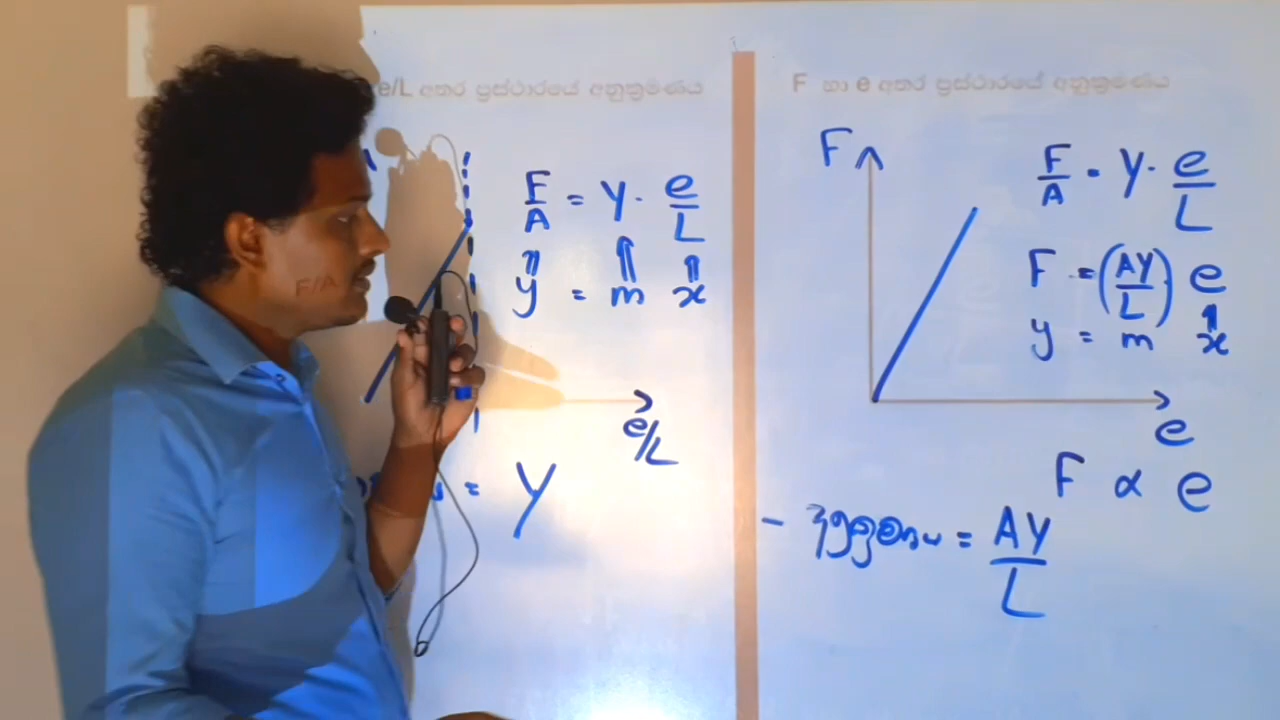 e/L අතර ප්‍රස්ථාරයේ අනුක්‍රමණය
F/A
F/A = Y · e/L
y = m x
e/L
= Y
F හා e අතර ප්‍රස්ථාරයේ අනුක්‍රමණය
F
F/A = Y · e/L
F = (AY/L) e
y = m x
e
F ∝ e
- අනුක්‍රමණය = AY/L